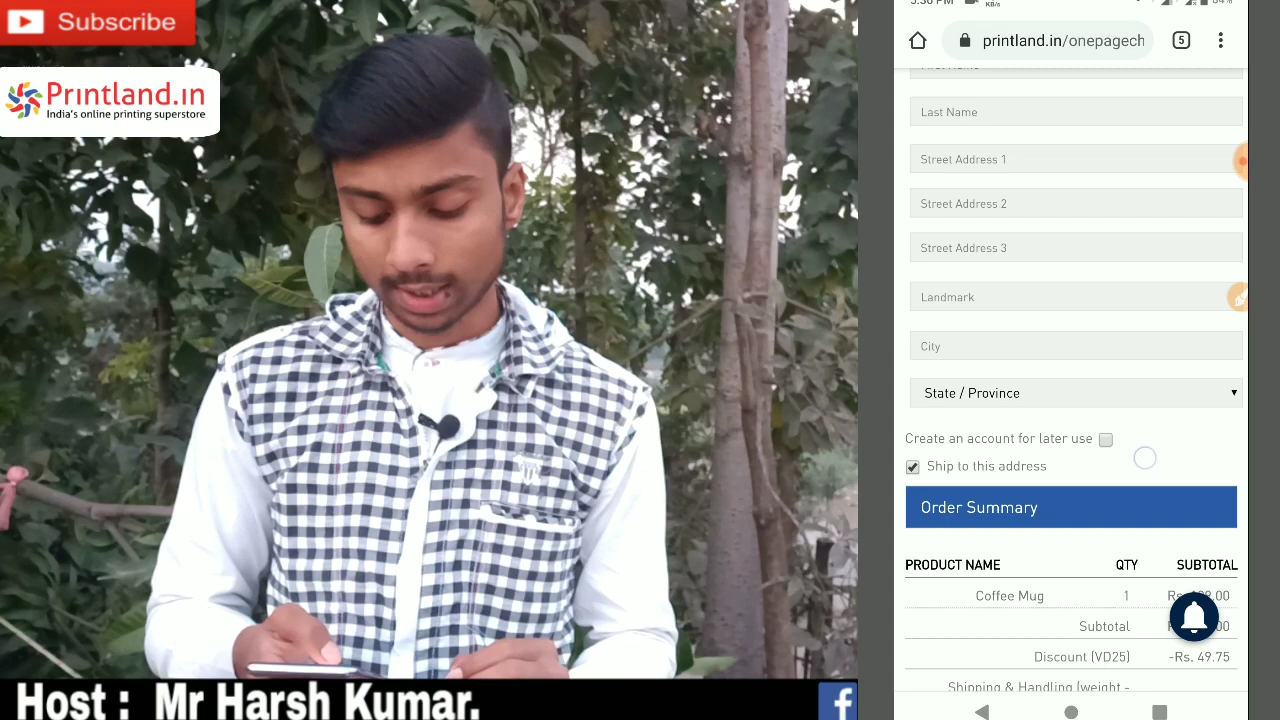 Subscribe
Printland.in
India's online printing superstore
Host : Mr Harsh Kumar.
f
KB/s
printland.in/onepagech
5
Last Name
Street Address 1
Street Address 2
Street Address 3
Landmark
City
State / Province
Create an account for later use
Ship to this address
Order Summary
PRODUCT NAME QTY SUBTOTAL
Coffee Mug 1
Subtotal
Discount (VD25) -Rs. 49.75
Shipping & Handling (weight -